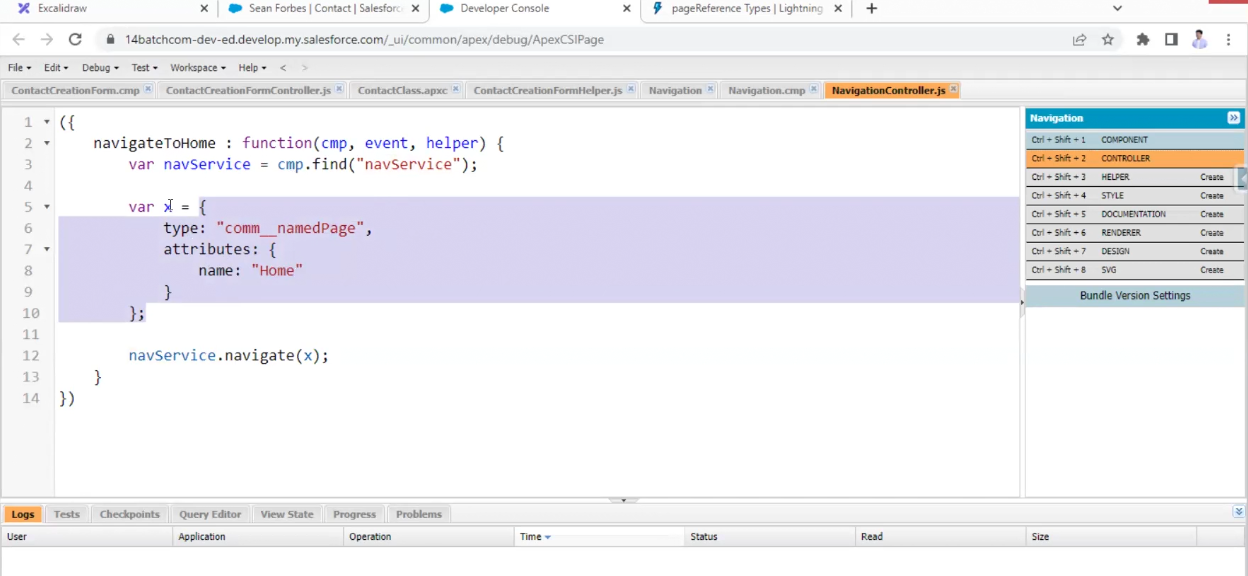 Excalidraw
Sean Forbes | Contact | Salesforce
Developer Console
pageReference Types | Lightning
14batchcom-dev-ed.develop.my.salesforce.com/_ui/common/apex/debug/ApexCSIPage
File Edit Debug Test Workspace Help < >
ContactCreationForm.cmp ContactCreationFormController.js ContactClass.apxc ContactCreationFormHelper.js Navigation Navigation.cmp NavigationController.js
1 ({
2 navigateToHome : function(cmp, event, helper) {
3 var navService = cmp.find("navService");
4
5 var x = {
6 type: "comm__namedPage",
7 attributes: {
8 name: "Home"
9 }
10 };
11
12 navService.navigate(x);
13 }
14 })
Navigation
Ctrl + Shift + 1 COMPONENT
Ctrl + Shift + 2 CONTROLLER
Ctrl + Shift + 3 HELPER Create
Ctrl + Shift + 4 STYLE Create
Ctrl + Shift + 5 DOCUMENTATION Create
Ctrl + Shift + 6 RENDERER Create
Ctrl + Shift + 7 DESIGN Create
Ctrl + Shift + 8 SVG Create
Bundle Version Settings
Logs Tests Checkpoints Query Editor View State Progress Problems
User Application Operation Time Status Read Size